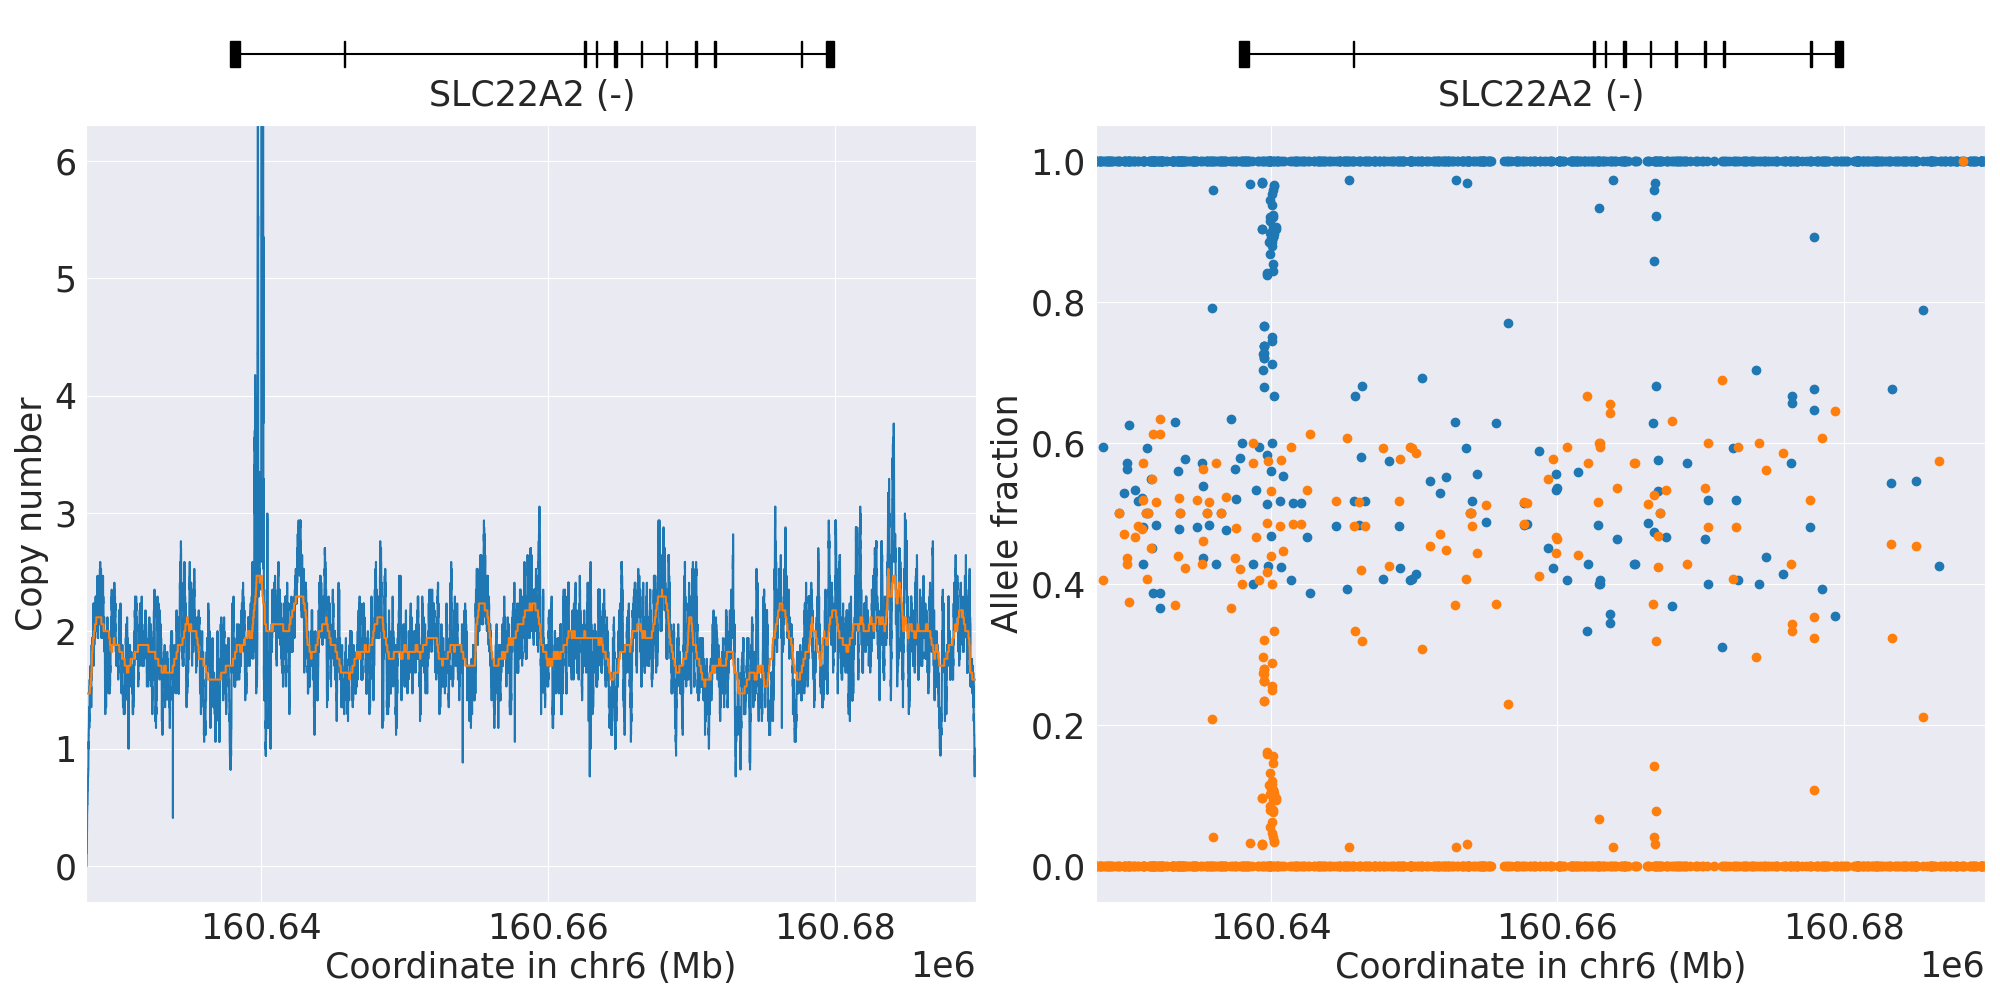 SLC22A2 (-)
SLC22A2 (-)
Copy number
6
5
4
3
2
1
0
160.64
160.66
160.68
Coordinate in chr6 (Mb)
1e6
Allele fraction
1.0
0.8
0.6
0.4
0.2
0.0
160.64
160.66
160.68
Coordinate in chr6 (Mb)
1e6